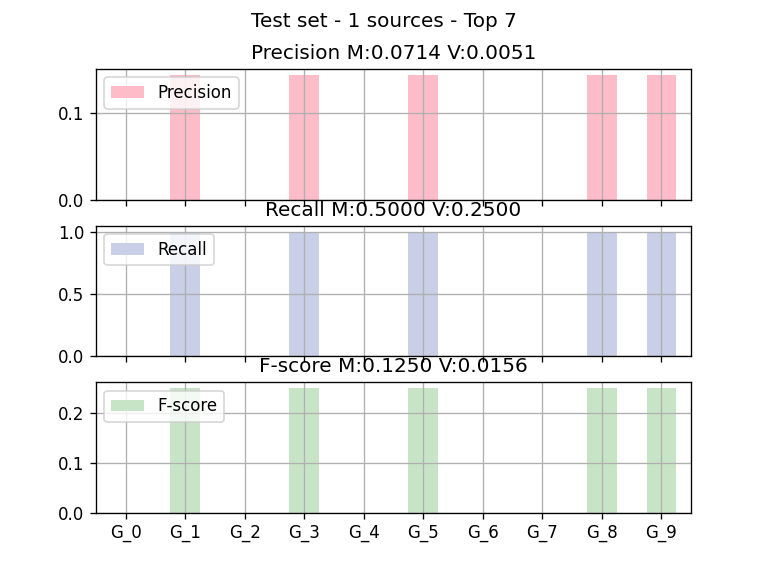 Test set - 1 sources - Top 7
Precision M:0.0714 V:0.0051
Precision
0.1
0.0
Recall M:0.5000 V:0.2500
1.0
Recall
0.5
0.0
F-score M:0.1250 V:0.0156
F-score
0.2
0.1
0.0
G_0 G_1 G_2 G_3 G_4 G_5 G_6 G_7 G_8 G_9